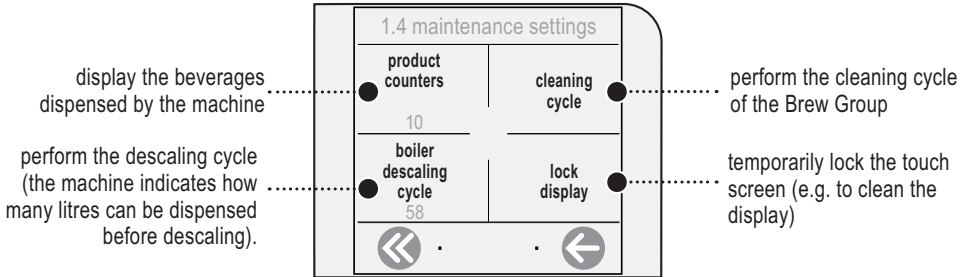 1.4 maintenance settings
display the beverages
dispensed by the machine
product
counters
10
cleaning
cycle
perform the cleaning cycle
of the Brew Group
perform the descaling cycle
(the machine indicates how
many litres can be dispensed
before descaling).
boiler
descaling
cycle
58
lock
display
temporarily lock the touch
screen (e.g. to clean the
display)